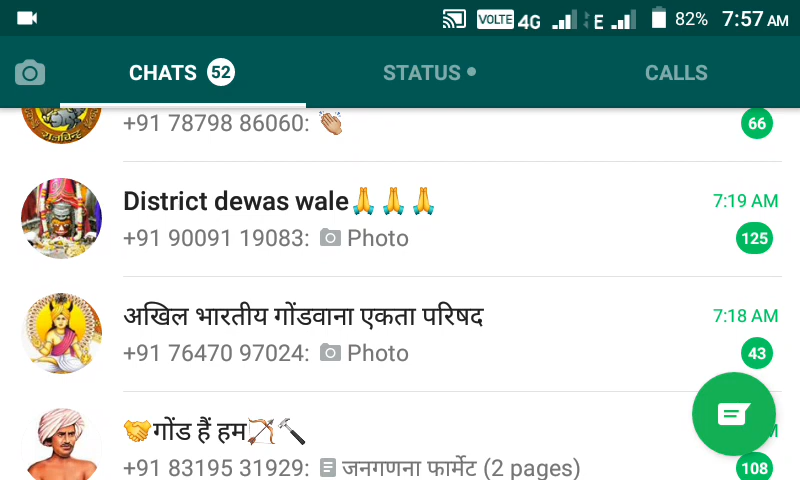 VOLTE 4G E 82% 7:57 AM
CHATS 52 STATUS CALLS
राजचिन्ह
+91 78798 86060: 👏🏼 66
District dewas wale🙏🙏🙏 7:19 AM
+91 90091 19083: Photo 125
अखिल भारतीय गोंडवाना एकता परिषद 7:18 AM
+91 76470 97024: Photo 43
🤝गोंड हैं हम🏹🔨 M
+91 83195 31929: जनगणना फार्मेट (2 pages) 108